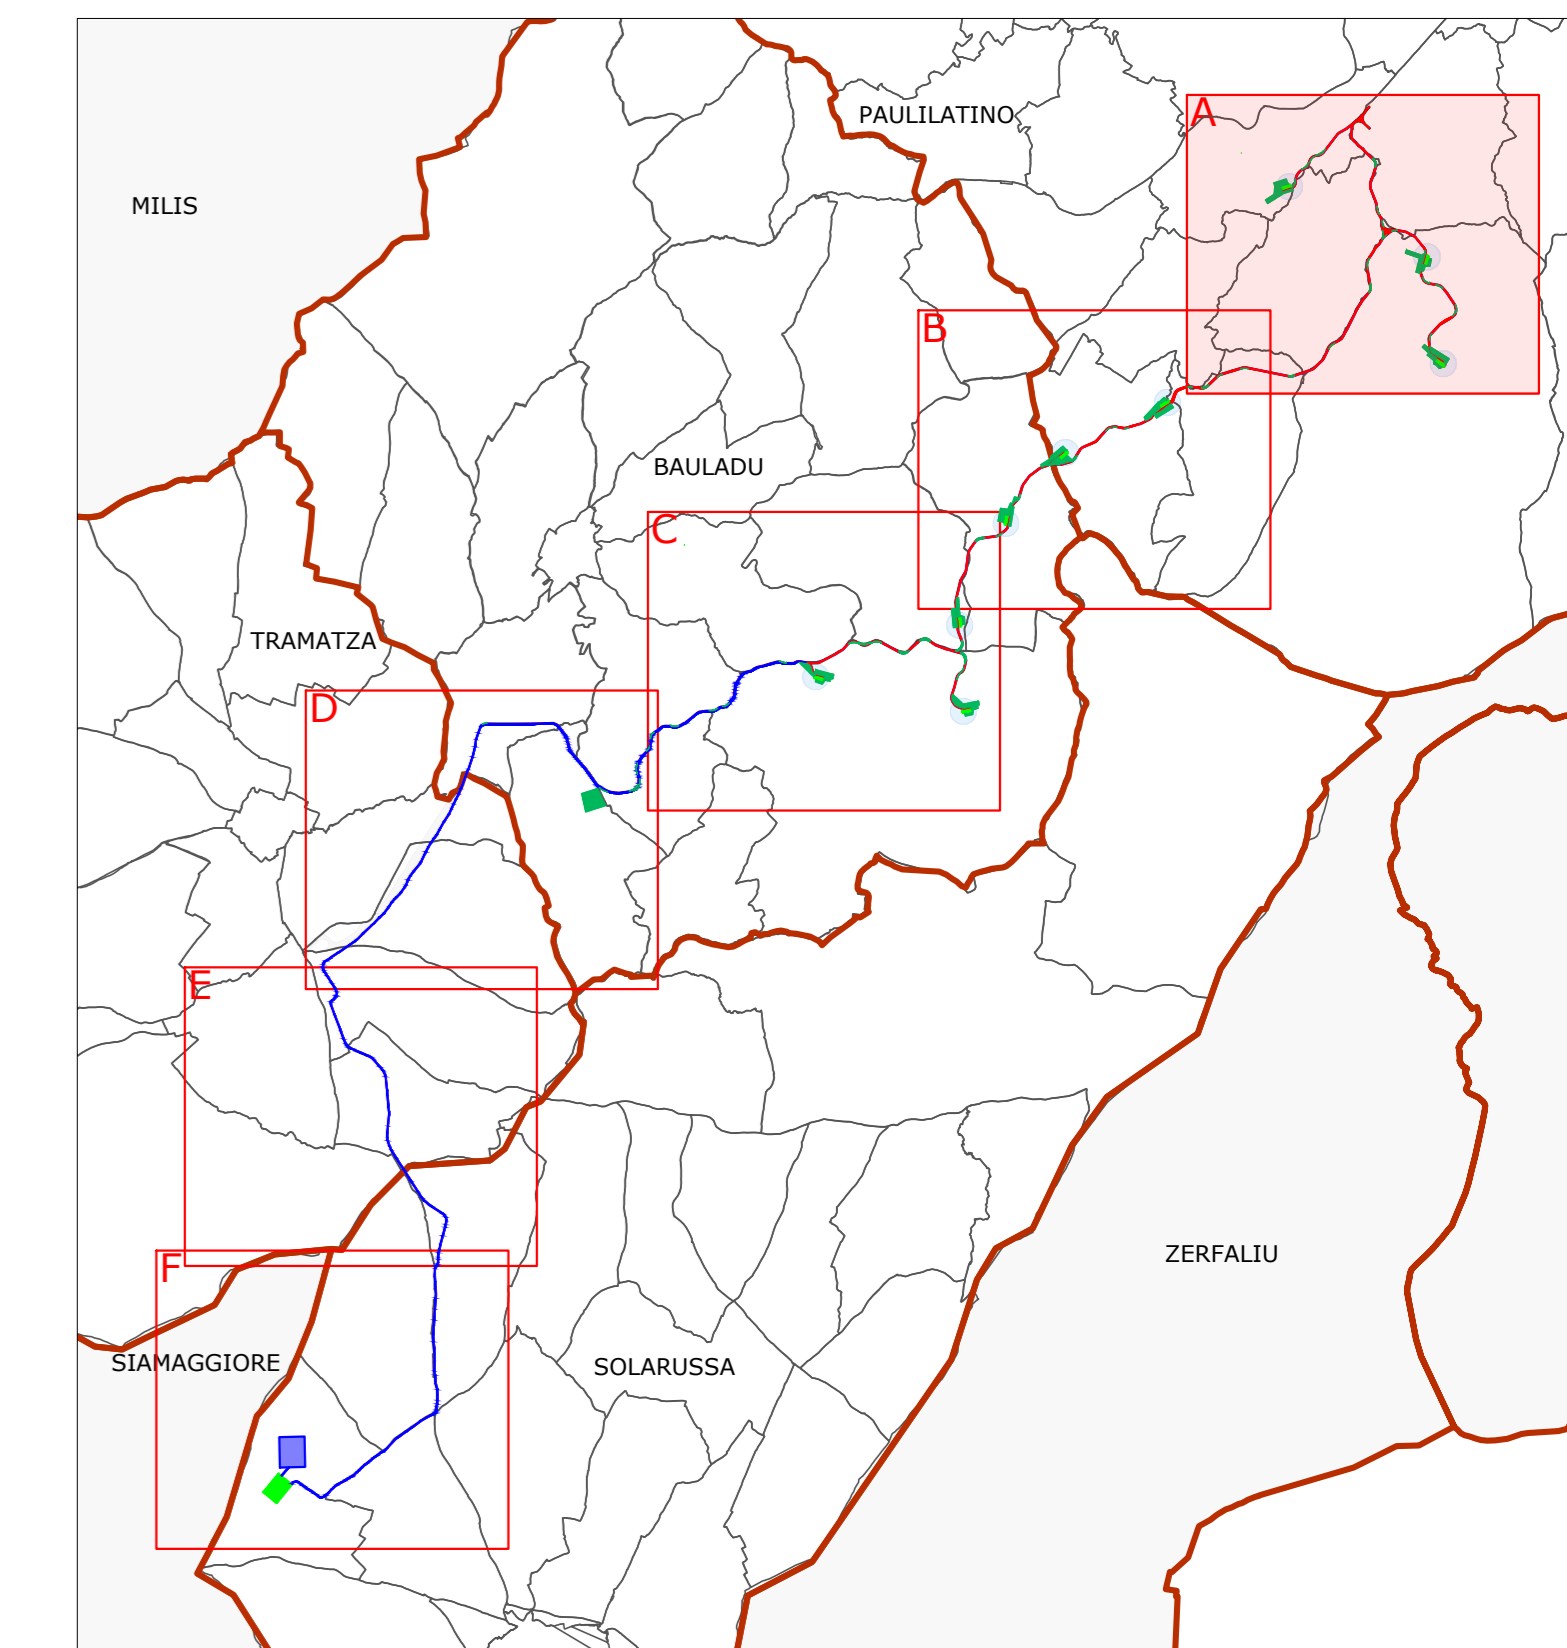 PAULILATINO
A
MILIS
B
BAULADU
C
TRAMATZA
D
E
ZERFALIU
F
SIAMAGGIORE
SOLARUSSA